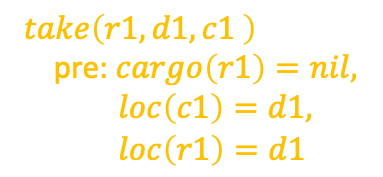 take(r1, d1, c1 )
pre: cargo(r1) = nil,
loc(c1) = d1,
loc(r1) = d1